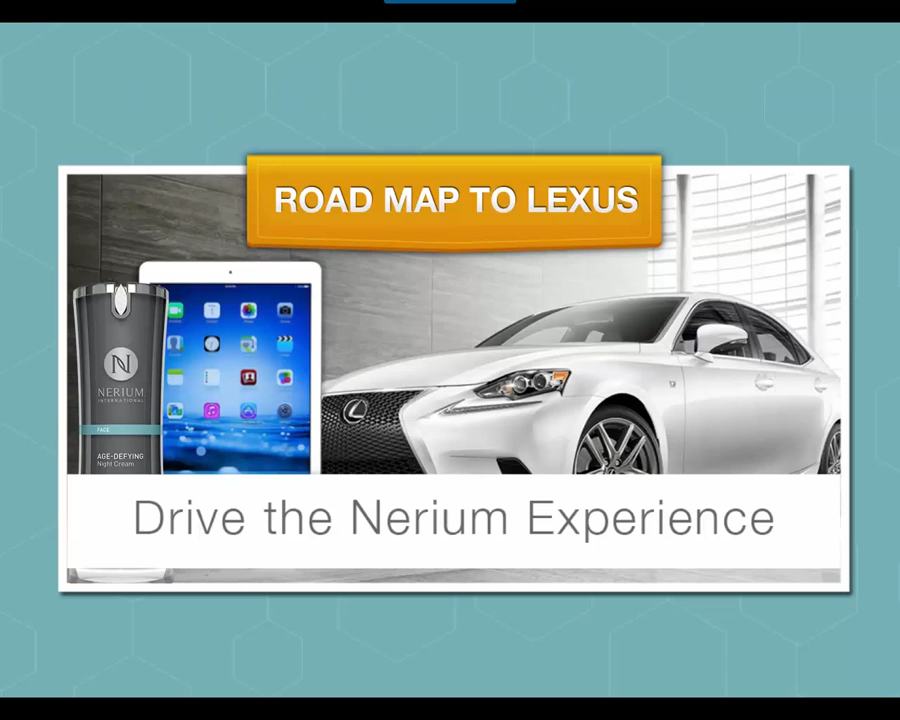 ROAD MAP TO LEXUS
N
NERIUM
INTERNATIONAL
FACE
AGE-DEFYING
Night Cream
Drive the Nerium Experience